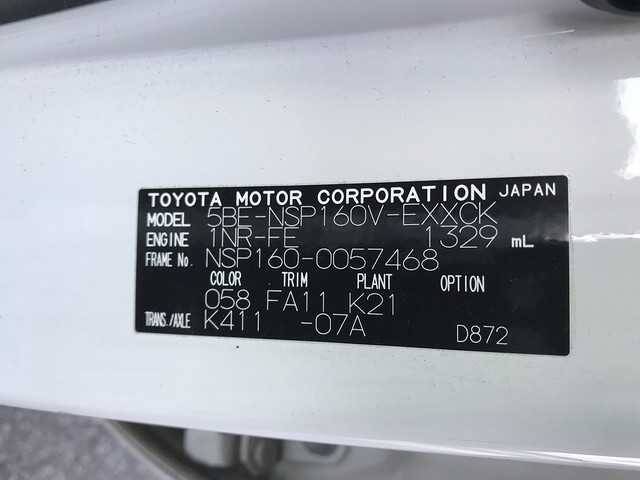 TOYOTA MOTOR CORPORATION JAPAN
MODEL 5BE-NSP160V-EXXCK
ENGINE 1NR-FE 1329 mL
FRAME No. NSP160-0057468
COLOR TRIM PLANT OPTION
058 FA11 K21
TRANS./AXLE K411 -07A D872